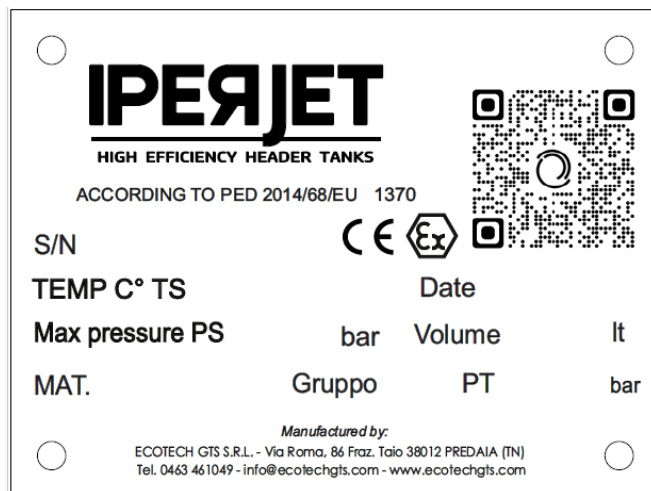 IPERJET
HIGH EFFICIENCY HEADER TANKS
ACCORDING TO PED 2014/68/EU 1370
S/N CE Ex
TEMP C° TS Date
Max pressure PS bar Volume lt
MAT. Gruppo PT bar
Manufactured by:
ECOTECH GTS S.R.L. - Via Roma, 86 Fraz. Taio 38012 PREDAIA (TN)
Tel. 0463 461049 - info@ecotechgts.com - www.ecotechgts.com